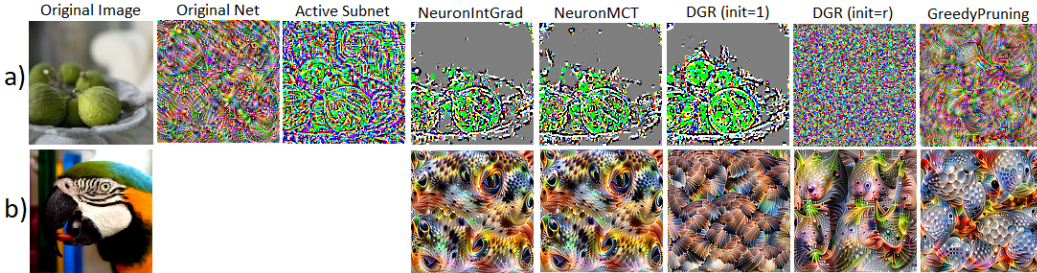 Original Image Original Net Active Subnet NeuronIntGrad NeuronMCT DGR (init=1) DGR (init=r) GreedyPruning
a)
b)